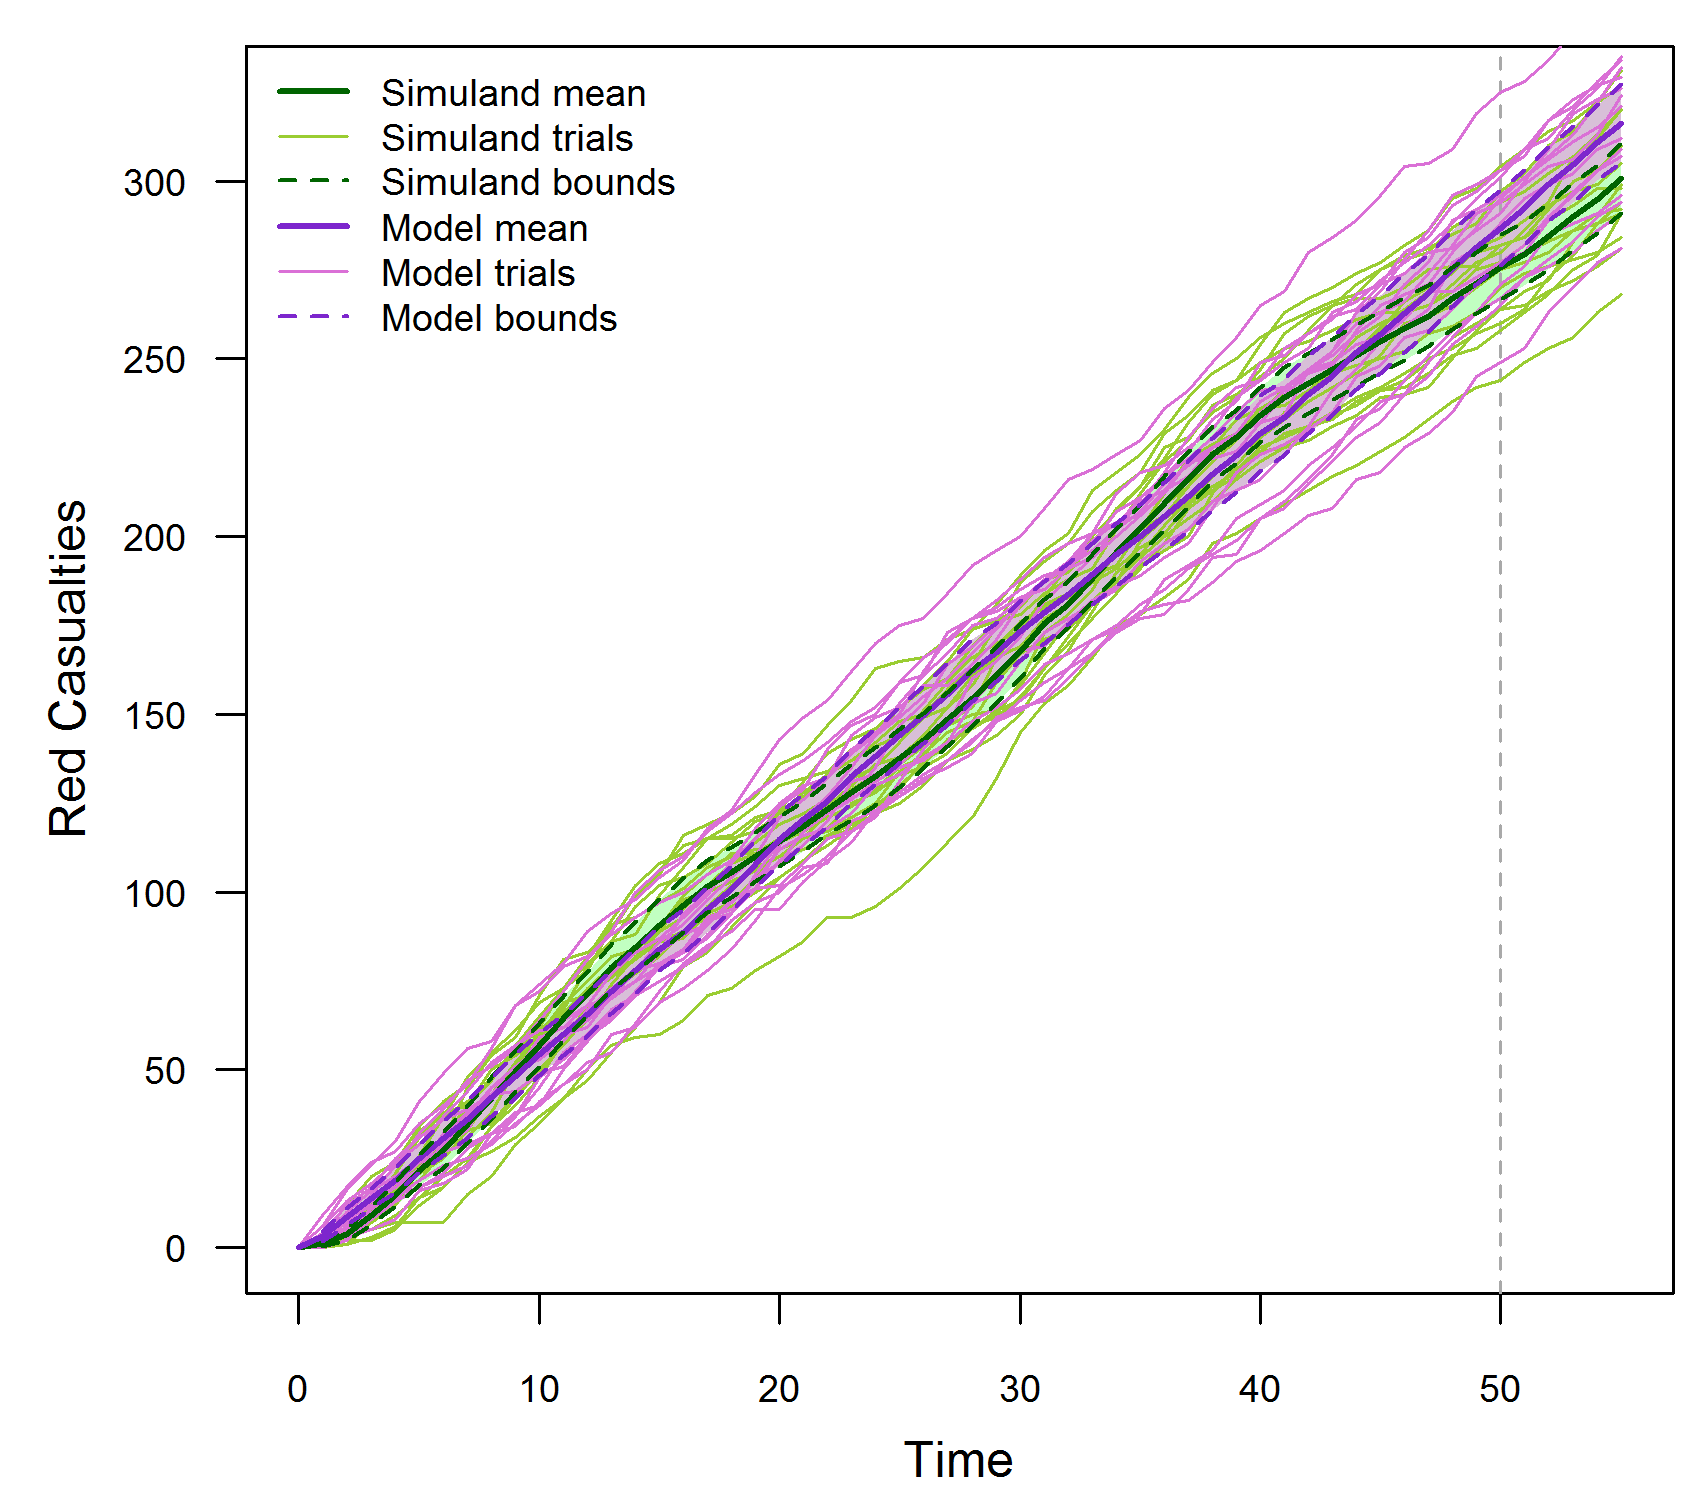 Simuland mean
Simuland trials
Simuland bounds
Model mean
Model trials
Model bounds
Red Casualties
300
250
200
150
100
50
0
0 10 20 30 40 50
Time